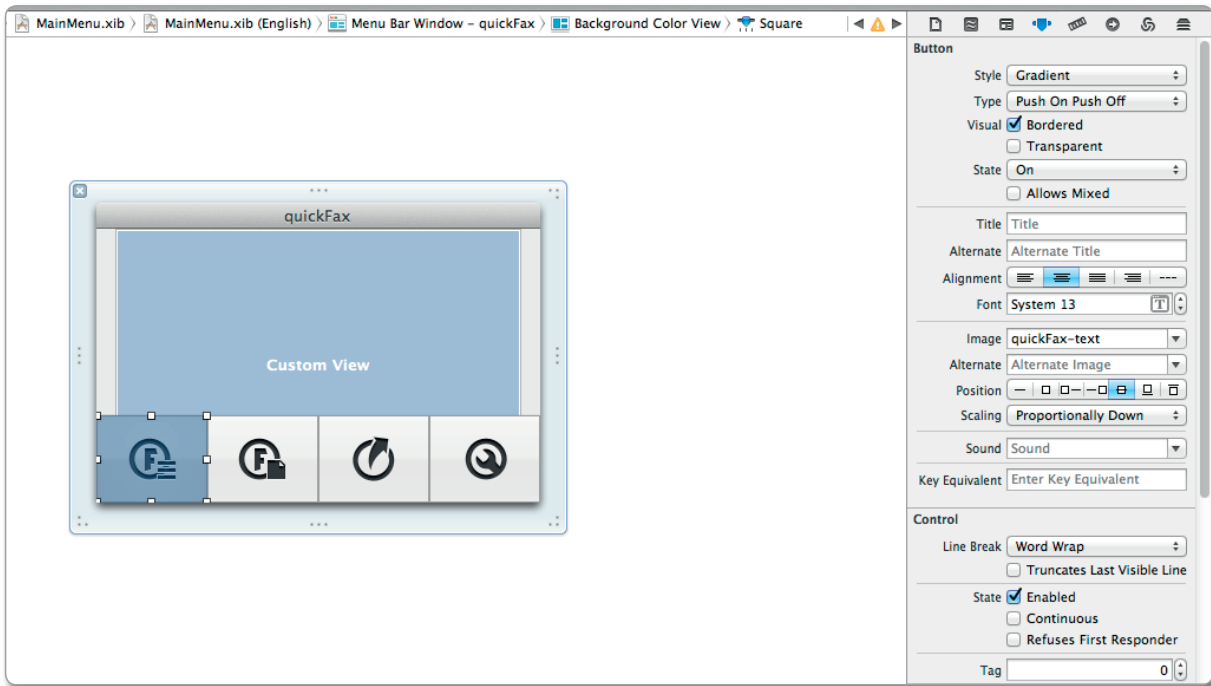 MainMenu.xib MainMenu.xib (English) Menu Bar Window – quickFax Background Color View Square
quickFax
Custom View
F F
Button
Style Gradient
Type Push On Push Off
Visual Bordered
Transparent
State On
Allows Mixed
Title Title
Alternate Alternate Title
Alignment ---
Font System 13 T
Image quickFax-text
Alternate Alternate Image
Position
Scaling Proportionally Down
Sound Sound
Key Equivalent Enter Key Equivalent
Control
Line Break Word Wrap
Truncates Last Visible Line
State Enabled
Continuous
Refuses First Responder
Tag 0